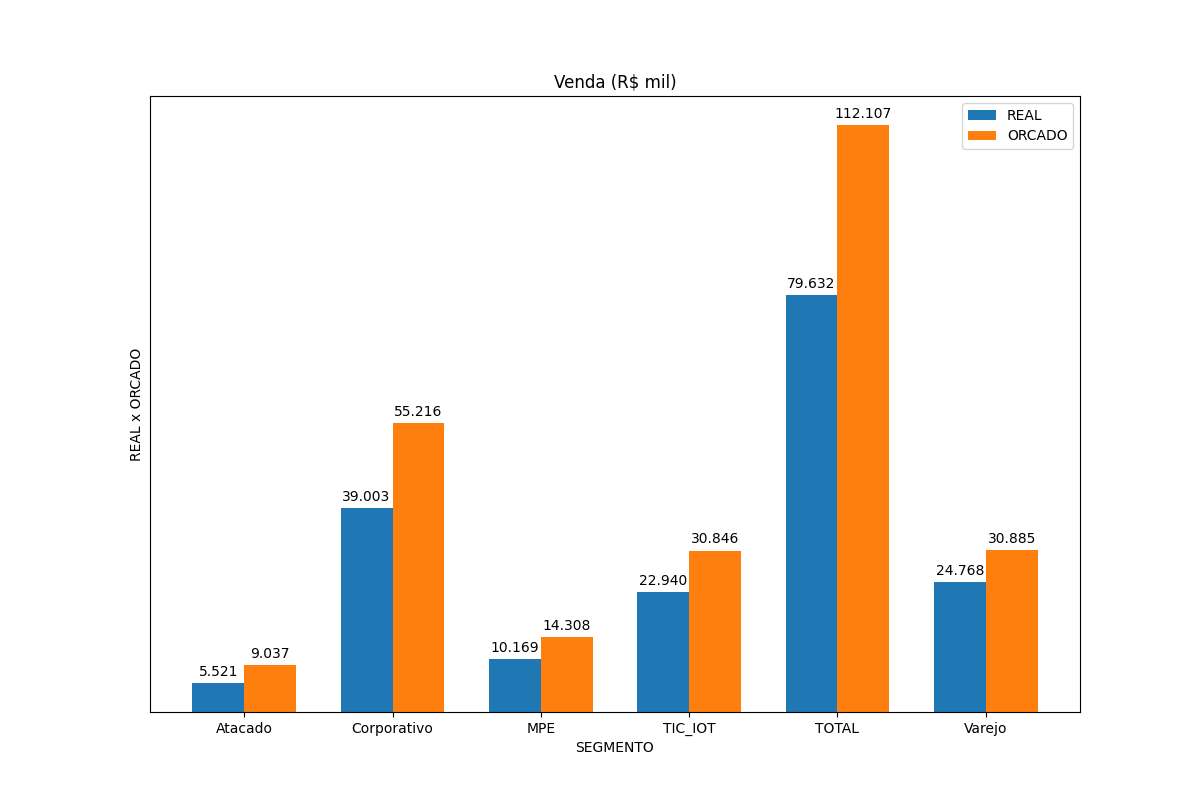 Venda (R$ mil)
REAL
ORCADO
REAL x ORCADO
5.521
9.037
39.003
55.216
10.169
14.308
22.940
30.846
79.632
112.107
24.768
30.885
Atacado
Corporativo
MPE
TIC_IOT
TOTAL
Varejo
SEGMENTO